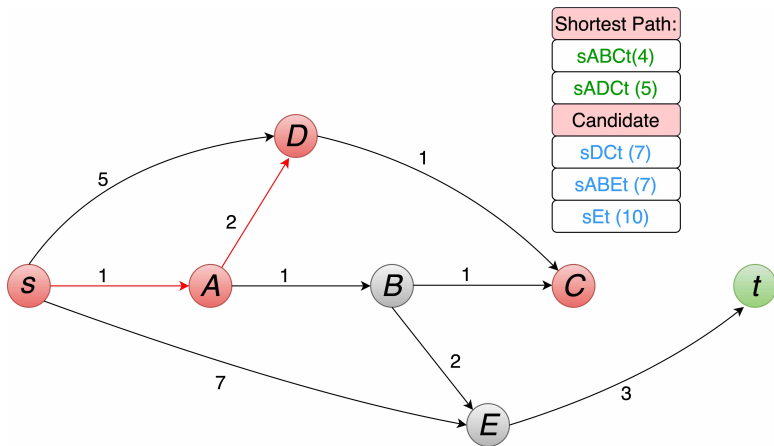 Shortest Path:
sABCt(4)
sADCt (5)
Candidate
sDCt (7)
sABEt (7)
sEt (10)
D
5
1
2
s
1
A
1
B
1
C
t
2
7
3
E